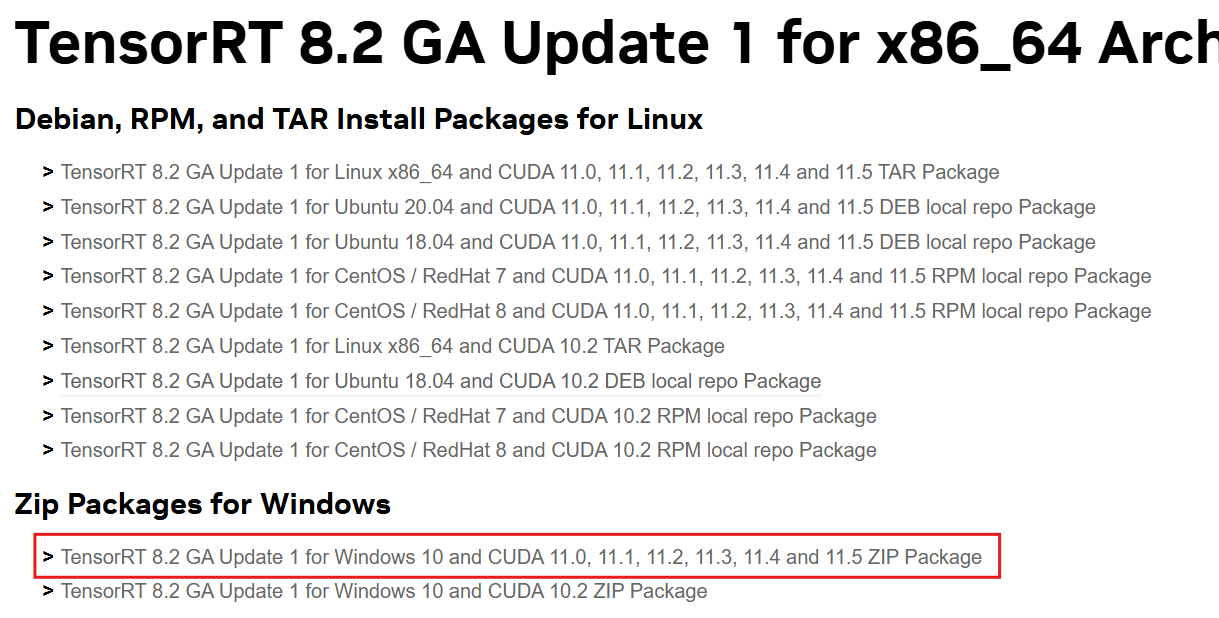 TensorRT 8.2 GA Update 1 for x86_64 Arch
Debian, RPM, and TAR Install Packages for Linux
> TensorRT 8.2 GA Update 1 for Linux x86_64 and CUDA 11.0, 11.1, 11.2, 11.3, 11.4 and 11.5 TAR Package
> TensorRT 8.2 GA Update 1 for Ubuntu 20.04 and CUDA 11.0, 11.1, 11.2, 11.3, 11.4 and 11.5 DEB local repo Package
> TensorRT 8.2 GA Update 1 for Ubuntu 18.04 and CUDA 11.0, 11.1, 11.2, 11.3, 11.4 and 11.5 DEB local repo Package
> TensorRT 8.2 GA Update 1 for CentOS / RedHat 7 and CUDA 11.0, 11.1, 11.2, 11.3, 11.4 and 11.5 RPM local repo Package
> TensorRT 8.2 GA Update 1 for CentOS / RedHat 8 and CUDA 11.0, 11.1, 11.2, 11.3, 11.4 and 11.5 RPM local repo Package
> TensorRT 8.2 GA Update 1 for Linux x86_64 and CUDA 10.2 TAR Package
> TensorRT 8.2 GA Update 1 for Ubuntu 18.04 and CUDA 10.2 DEB local repo Package
> TensorRT 8.2 GA Update 1 for CentOS / RedHat 7 and CUDA 10.2 RPM local repo Package
> TensorRT 8.2 GA Update 1 for CentOS / RedHat 8 and CUDA 10.2 RPM local repo Package
Zip Packages for Windows
> TensorRT 8.2 GA Update 1 for Windows 10 and CUDA 11.0, 11.1, 11.2, 11.3, 11.4 and 11.5 ZIP Package
> TensorRT 8.2 GA Update 1 for Windows 10 and CUDA 10.2 ZIP Package